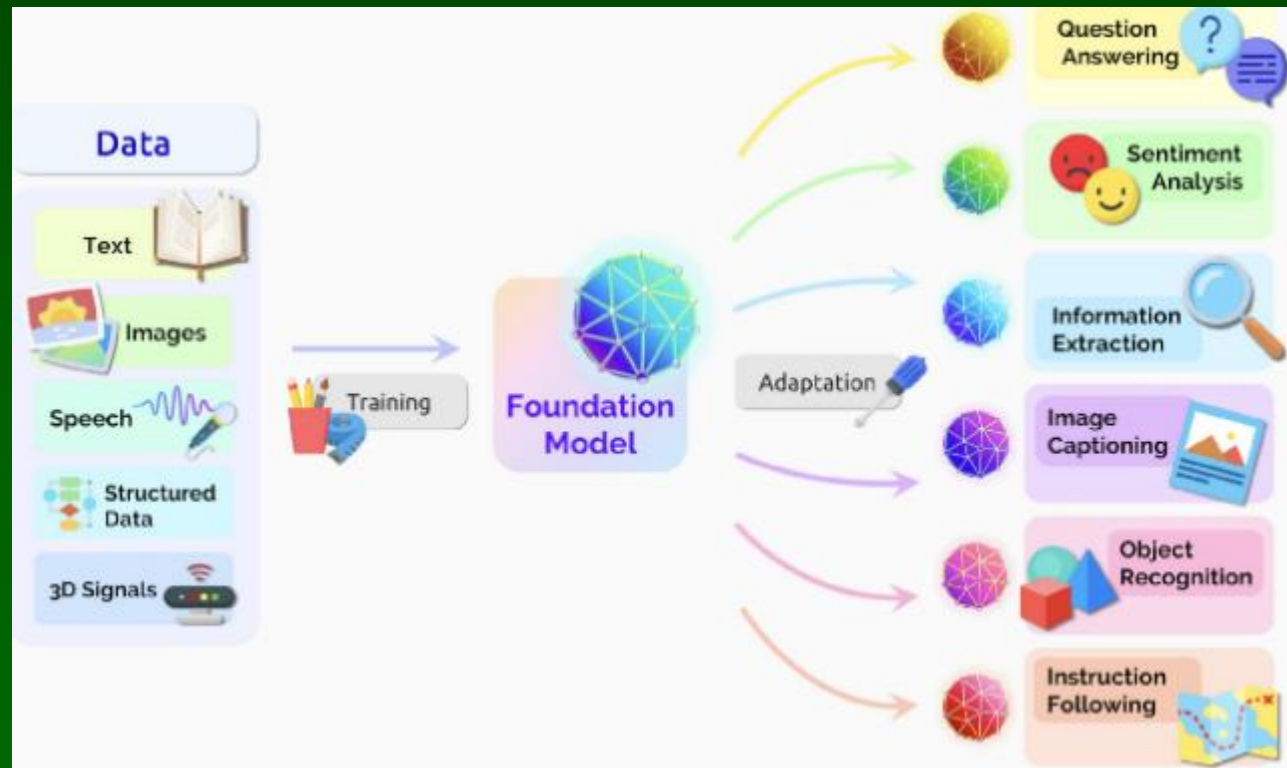 Data
Text
Images
Speech
Structured
Data
3D Signals
Training
Foundation
Model
Adaptation
Question
Answering
?
Sentiment
Analysis
Information
Extraction
Image
Captioning
Object
Recognition
Instruction
Following